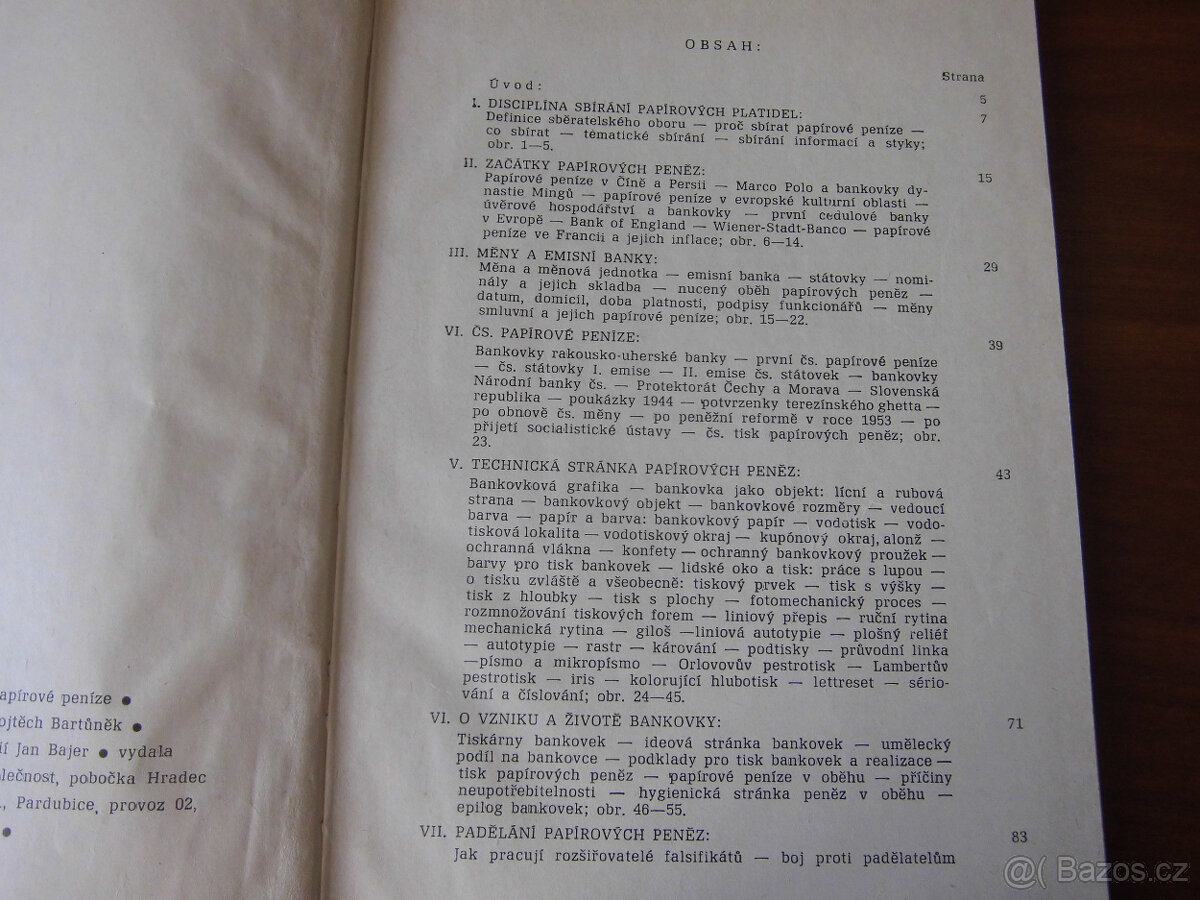 OBSAH:
Strana
Úvod: 5
I. DISCIPLÍNA SBÍRÁNÍ PAPÍROVÝCH PLATIDEL: 7
Definice sběratelského oboru — proč sbírat papírové peníze —
co sbírat — tématické sbírání — sbírání informací a styky;
obr. 1—5.
II. ZAČÁTKY PAPÍROVÝCH PENĚZ: 15
Papírové peníze v Číně a Persii — Marco Polo a bankovky dy-
nastie Mingů — papírové peníze v evropské kulturní oblasti —
úvěrové hospodářství a bankovky — první cedulové banky
v Evropě — Bank of England — Wiener-Stadt-Banco — papírové
peníze ve Francii a jejich inflace; obr. 6—14.
III. MĚNY A EMISNÍ BANKY: 29
Měna a měnová jednotka — emisní banka — státovky — nomi-
nály a jejich skladba — nucený oběh papírových peněz —
datum, domicil, doba platnosti, podpisy funkcionářů — měny
smluvní a jejich papírové peníze; obr. 15—22.
VI. ČS. PAPÍROVÉ PENÍZE: 39
Bankovky rakousko-uherské banky — první čs. papírové peníze
— čs. státovky I. emise — II. emise čs. státovek — bankovky
Národní banky čs. — Protektorát Čechy a Morava — Slovenská
republika — poukázky 1944 — potvrzenky terezínského ghetta —
po obnově čs. měny — po peněžní reformě v roce 1953 — po
přijetí socialistické ústavy — čs. tisk papírových peněz; obr.
23.
V. TECHNICKÁ STRÁNKA PAPÍROVÝCH PENĚZ: 43
Bankovková grafika — bankovka jako objekt: lícní a rubová
strana — bankovkový objekt — bankovkové rozměry — vedoucí
barva — papír a barva: bankovkový papír — vodotisk — vodo-
tisková lokalita — vodotiskový okraj — kupónový okraj, alonž —
ochranná vlákna — konfety — ochranný bankovkový proužek —
barvy pro tisk bankovek — lidské oko a tisk: práce s lupou —
o tisku zvláště a všeobecně: tiskový prvek — tisk s výšky —
tisk z hloubky — tisk s plochy — fotomechanický proces —
rozmnožování tiskových forem — liniový přepis — ruční rytina
mechanická rytina — giloš —liniová autotypie — plošný reliéf
— autotypie — rastr — kárování — podtisky — průvodní linka
—písmo a mikropísmo — Orlovovův pestrotisk — Lambertův
pestrotisk — iris — kolorující hlubotisk — lettreset — sério-
vání a číslování; obr. 24—45.
VI. O VZNIKU A ŽIVOTĚ BANKOVKY: 71
Tiskárny bankovek — ideová stránka bankovek — umělecký
podíl na bankovce — podklady pro tisk bankovek a realizace —
tisk papírových peněz — papírové peníze v oběhu — příčiny
neupotřebitelnosti — hygienická stránka peněz v oběhu —
epilog bankovek; obr. 46—55.
VII. PADĚLÁNÍ PAPÍROVÝCH PENĚZ: 83
Jak pracují rozšiřovatelé falsifikátů — boj proti padělatelům
apírové peníze ●
ojtěch Bartůněk ●
í Jan Bajer ● vydala
lečnost, pobočka Hradec
., Pardubice, provoz 02,
●
@( Bazos.cz